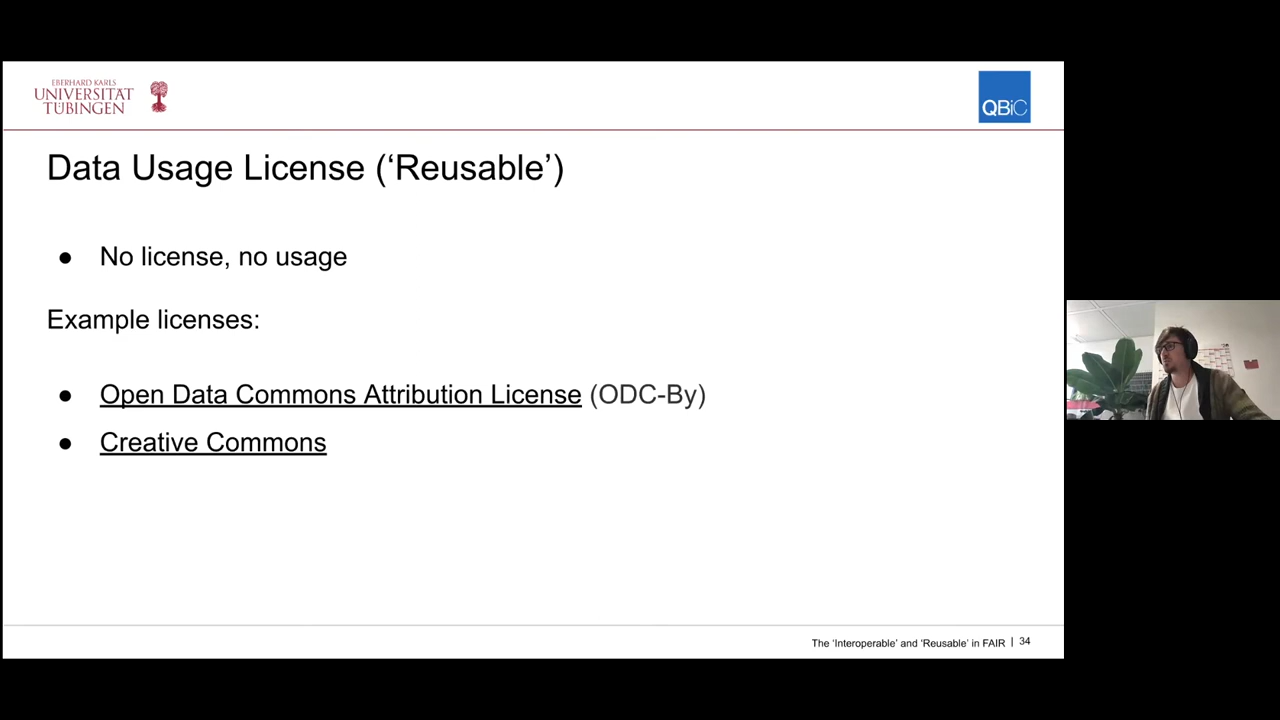 EBERHARD KARLS
UNIVERSITÄT
TÜBINGEN
QBiC
Data Usage License (‘Reusable’)
● No license, no usage
Example licenses:
● Open Data Commons Attribution License (ODC-By)
● Creative Commons
The ‘Interoperable’ and ‘Reusable’ in FAIR | 34